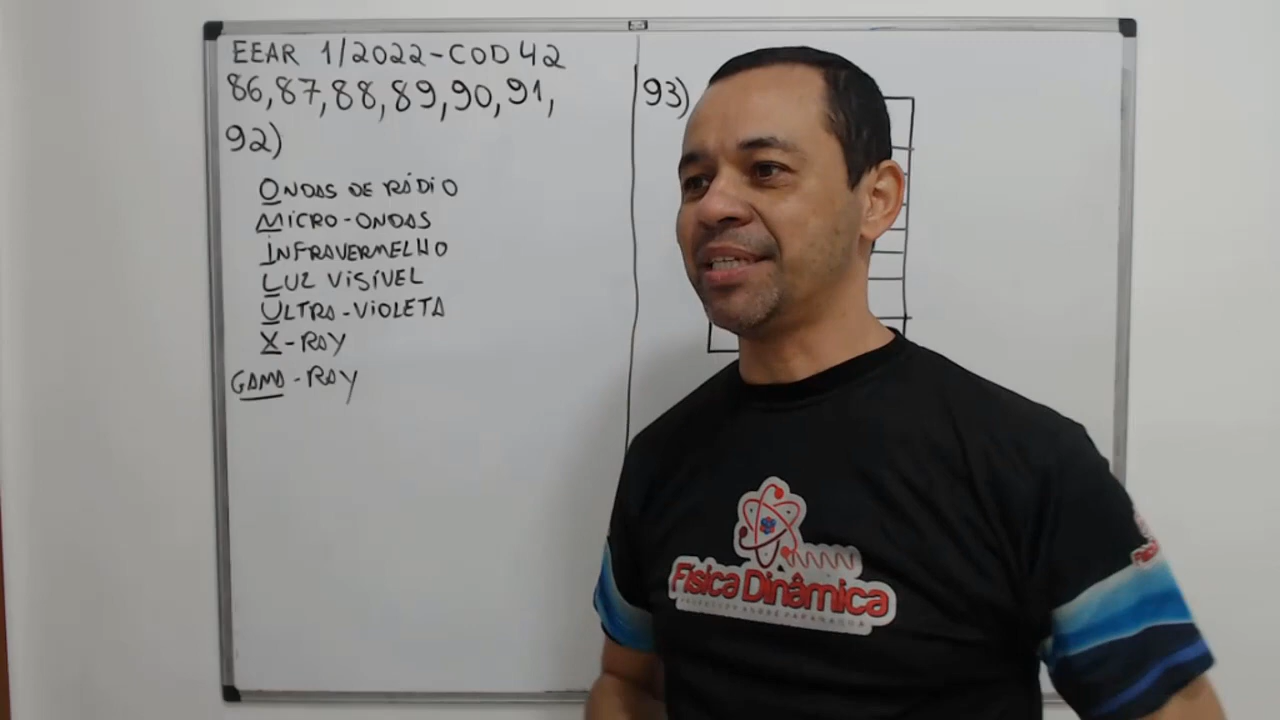 EEAR 1/2022-COD 42
86,87,88,89,90,91,
92)
ONDAS DE RÁDIO
MICRO-ONDAS
INFRAVERMELHO
LUZ VISÍVEL
ULTRA-VIOLETA
X-RAY
GAMA-RAY
93)
Física Dinâmica